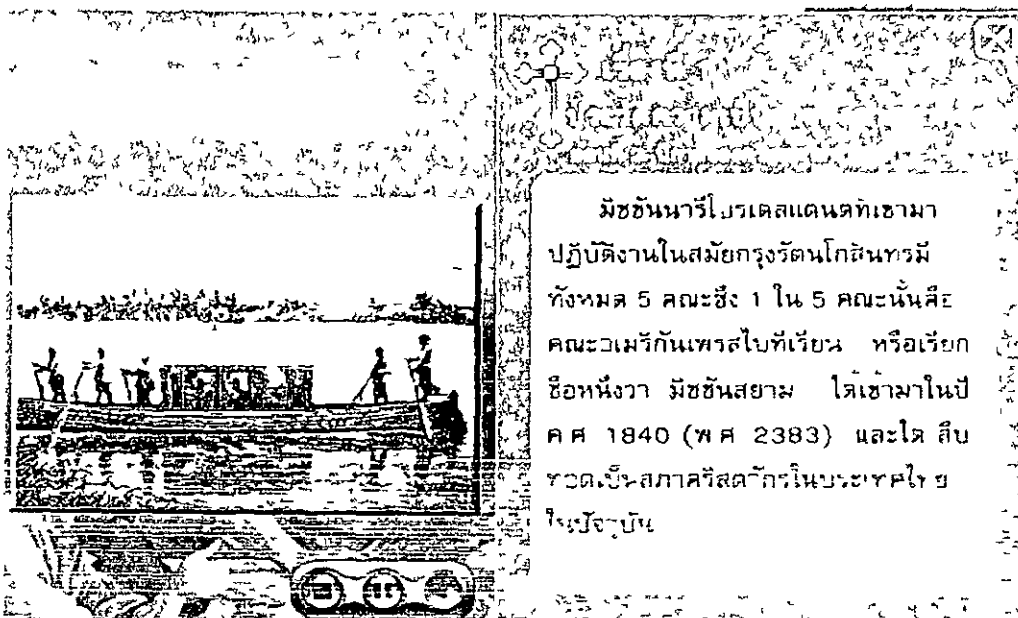 มิชชันนารีโปรเตสแตนต์ที่เข้ามา
ปฏิบัติงานในสมัยกรุงรัตนโกสินทร์มี
ทั้งหมด 5 คณะซึ่ง 1 ใน 5 คณะนั้นคือ
คณะอเมริกันเพรสไบทีเรียน หรือเรียก
ชื่อหนึ่งว่า มิชชันสยาม ได้เข้ามาในปี
ค ศ 1840 (พ ศ 2383) และได้ สืบ
ทอดเป็นสภาคริสตจักรในประเทศไทย
ในปัจจุบัน